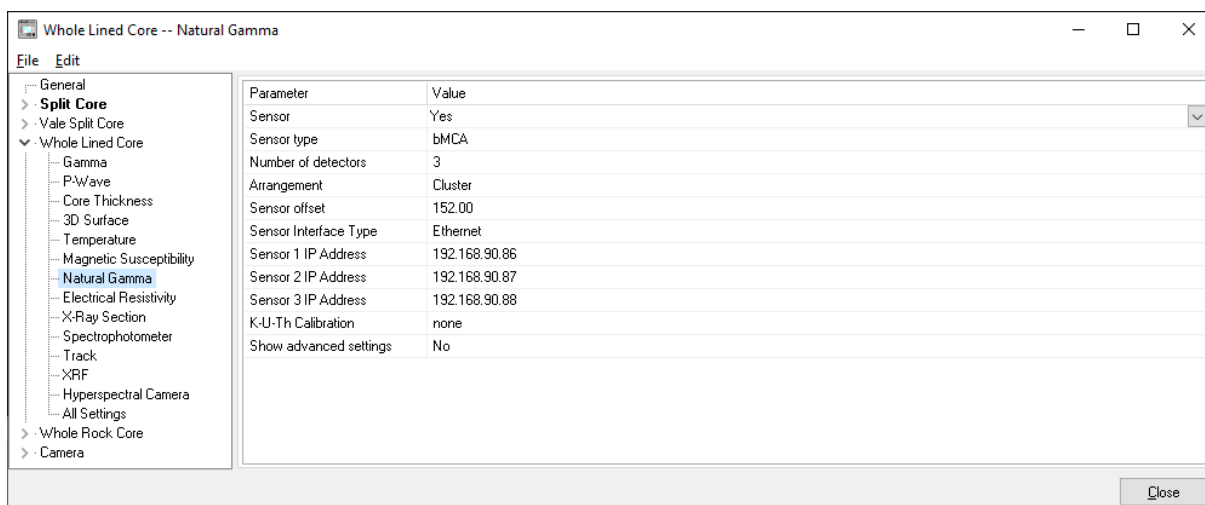 Whole Lined Core -- Natural Gamma
File Edit
General
Split Core
Vale Split Core
Whole Lined Core
Gamma
P-Wave
Core Thickness
3D Surface
Temperature
Magnetic Susceptibility
Natural Gamma
Electrical Resistivity
X-Ray Section
Spectrophotometer
Track
XRF
Hyperspectral Camera
All Settings
Whole Rock Core
Camera
Parameter Value
Sensor Yes
Sensor type bMCA
Number of detectors 3
Arrangement Cluster
Sensor offset 152.00
Sensor Interface Type Ethernet
Sensor 1 IP Address 192.168.90.86
Sensor 2 IP Address 192.168.90.87
Sensor 3 IP Address 192.168.90.88
K-U-Th Calibration none
Show advanced settings No
Close